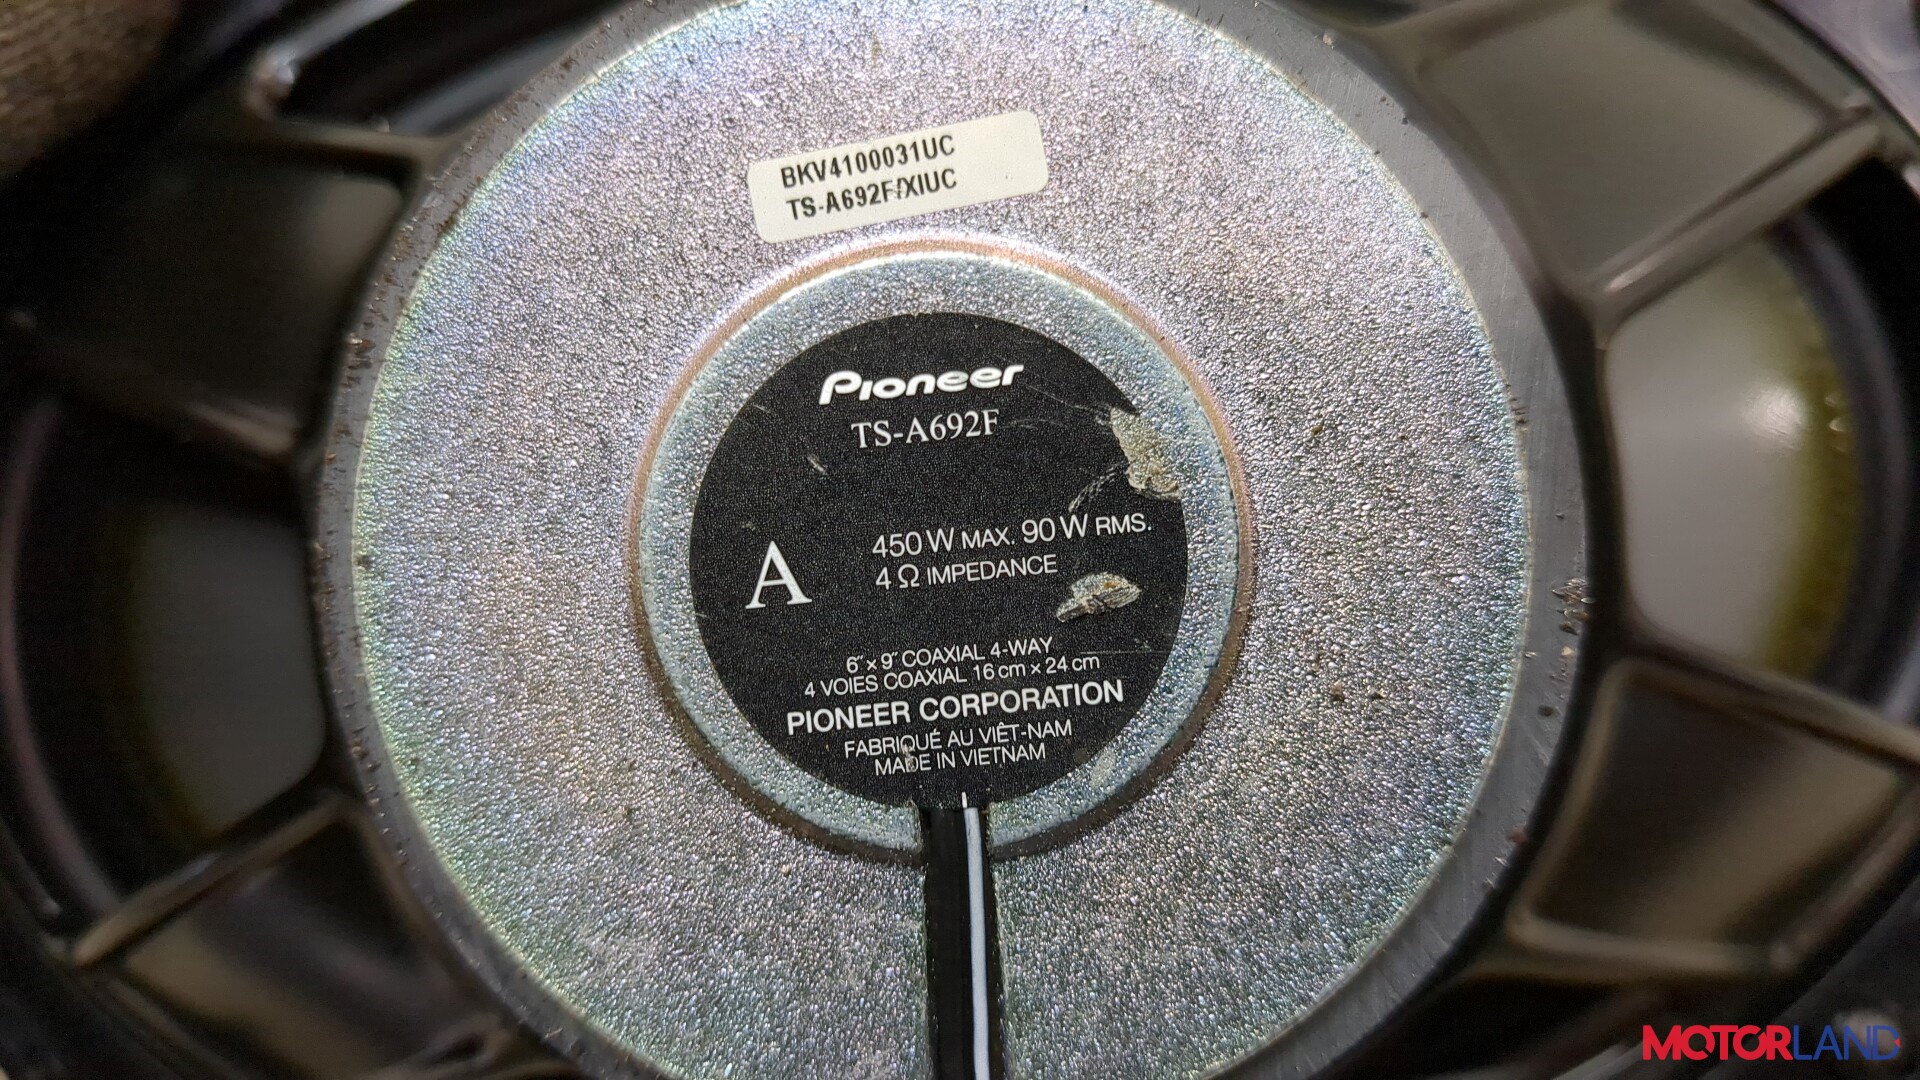 BKV4100031UC
TS-A692F/XIUC
Pioneer
TS-A692F
450 W MAX. 90 W RMS.
A
4 Ω IMPEDANCE
6" × 9" COAXIAL 4-WAY
4 VOIES COAXIAL 16 cm × 24 cm
PIONEER CORPORATION
FABRIQUÉ AU VIÊT-NAM
MADE IN VIETNAM
MOTORLAND